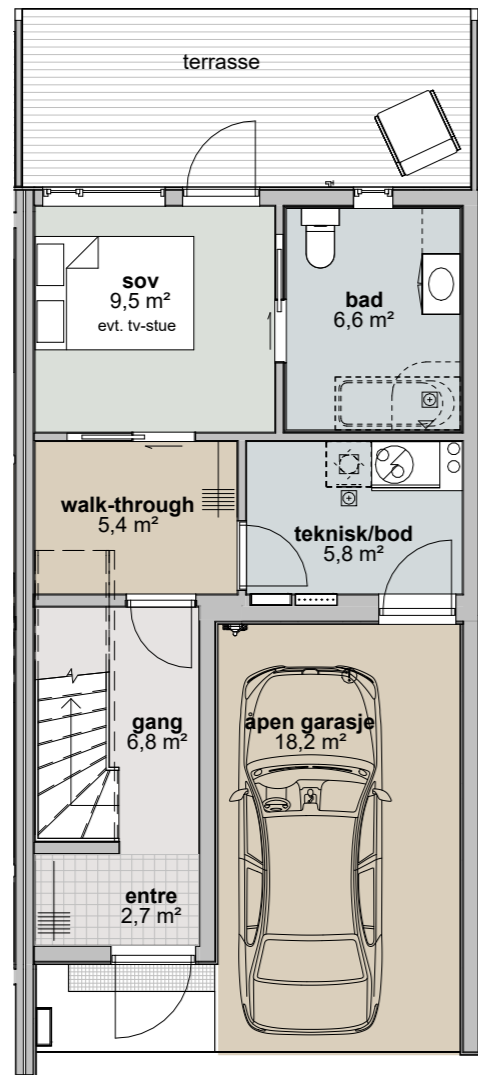 terrasse
sov
9,5 m²
evt. tv-stue
bad
6,6 m²
walk-through
5,4 m²
teknisk/bod
5,8 m²
gang
6,8 m²
åpen garasje
18,2 m²
entre
2,7 m²